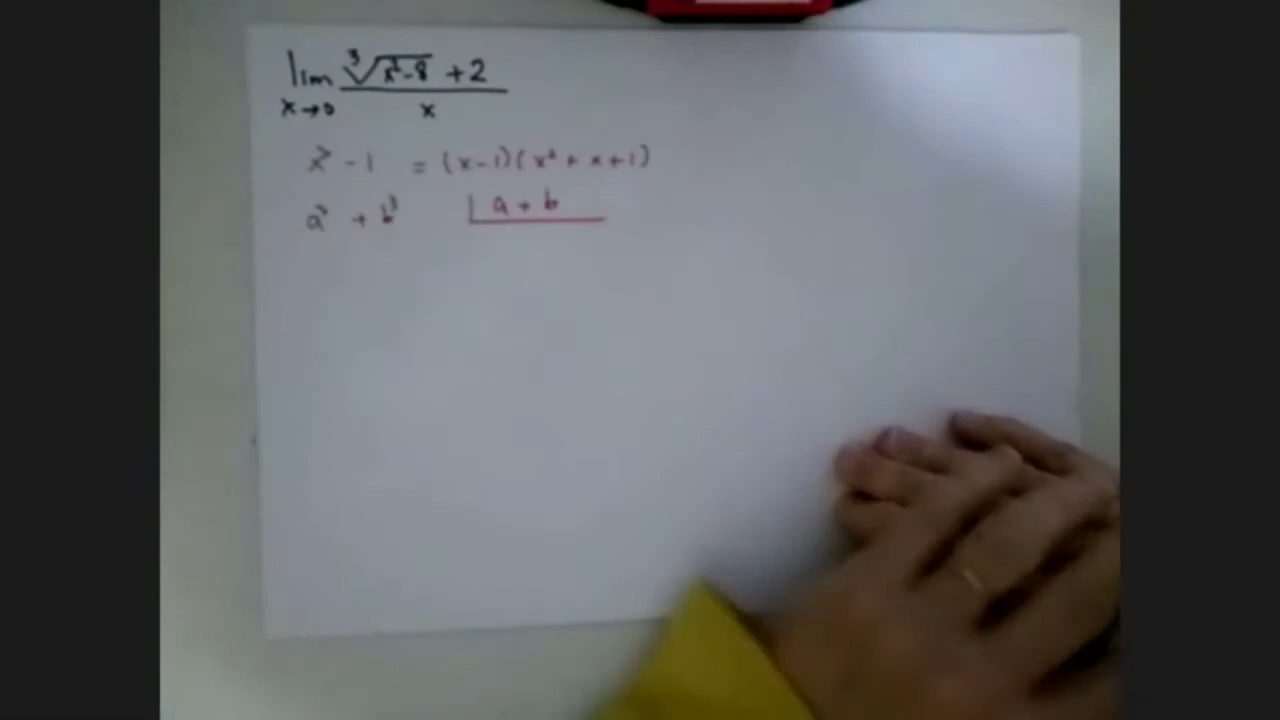 lim ∛(x²-8) + 2
x→0 x
x³ - 1 = (x-1)(x² + x + 1)
a³ + b³ a + b